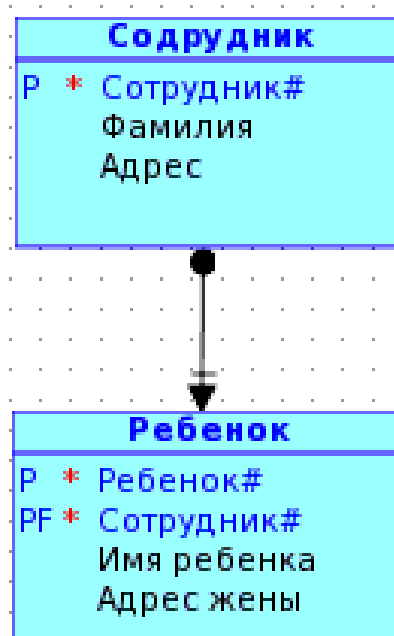 Содрудник
P * Сотрудник#
Фамилия
Адрес
Ребенок
P * Ребенок#
PF * Сотрудник#
Имя ребенка
Адрес жены